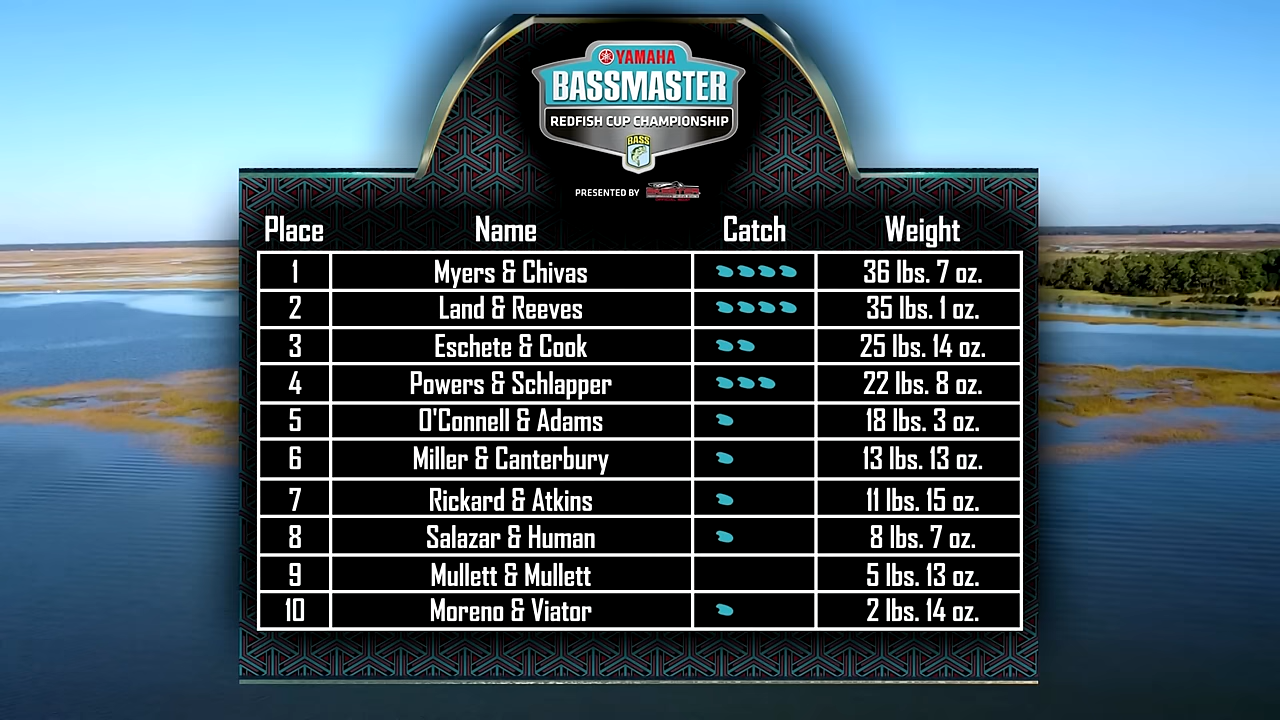 YAMAHA
BASSMASTER
REDFISH CUP CHAMPIONSHIP
BASS
PRESENTED BY
Place Name Catch Weight
1 Myers & Chivas 36 lbs. 7 oz.
2 Land & Reeves 35 lbs. 1 oz.
3 Eschete & Cook 25 lbs. 14 oz.
4 Powers & Schlapper 22 lbs. 8 oz.
5 O'Connell & Adams 18 lbs. 3 oz.
6 Miller & Canterbury 13 lbs. 13 oz.
7 Rickard & Atkins 11 lbs. 15 oz.
8 Salazar & Human 8 lbs. 7 oz.
9 Mullett & Mullett 5 lbs. 13 oz.
10 Moreno & Viator 2 lbs. 14 oz.